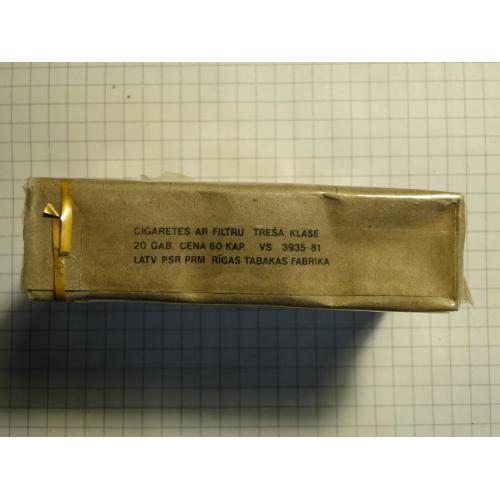 CIGARETES AR FILTRU TREŠA KLASE
20 GAB. CENA 60 KAP. VS 3935-81
LATV PSR PRM RĪGAS TABAKAS FABRIKA